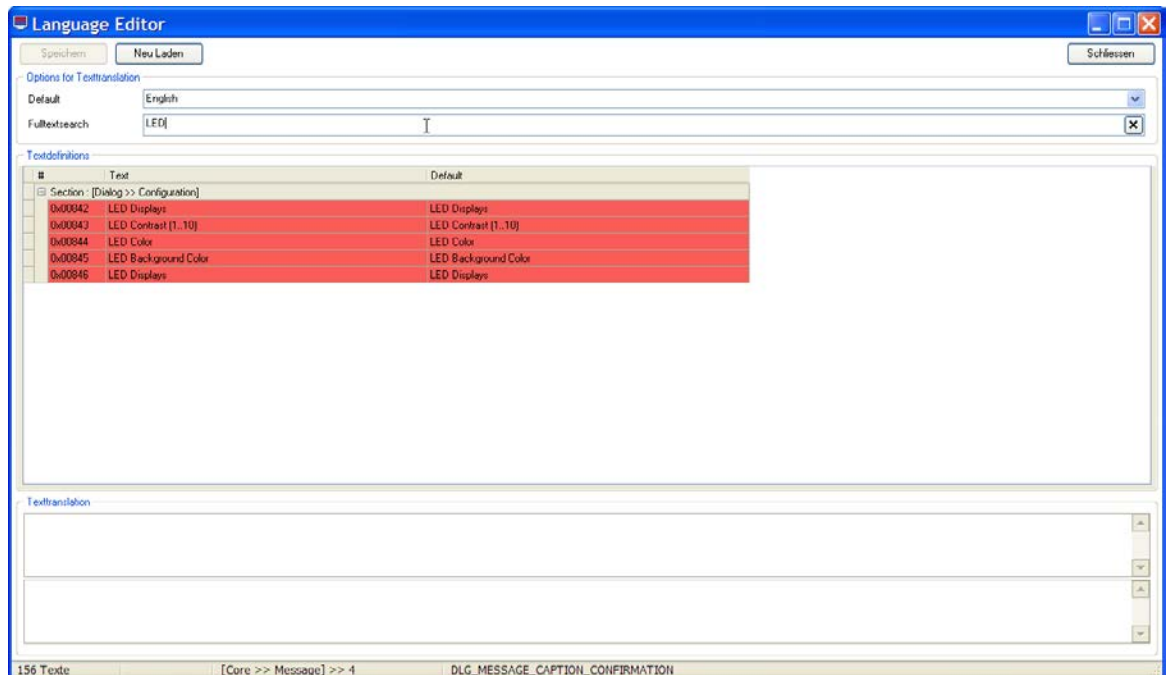 Language Editor
Speichern Neu Laden Schliessen
Options for Texttranslation
Default English
Fulltextsearch LED
Textdefinitions
# Text Default
Section : [Dialog >> Configuration]
0x00842 LED Displays LED Displays
0x00843 LED Contrast (1..10) LED Contrast (1..10)
0x00844 LED Color LED Color
0x00845 LED Background Color LED Background Color
0x00846 LED Displays LED Displays
Texttranslation
156 Texte [Core >> Message] >> 4 DLG_MESSAGE_CAPTION_CONFIRMATION